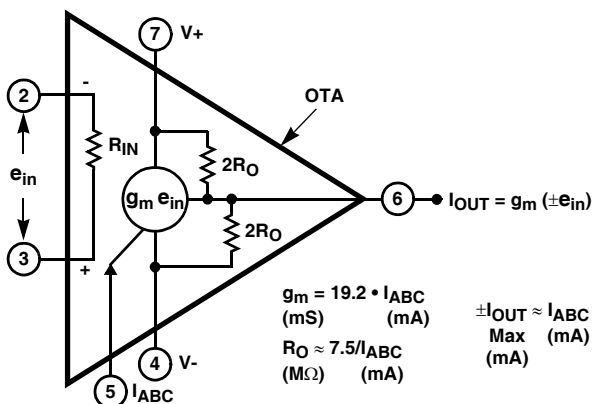 7 V+
2 -
OTA
R_IN
2R_O
e_in
g_m e_in
6 I_OUT = g_m (±e_in)
2R_O
3 +
g_m = 19.2 • I_ABC
(mS) (mA)
±I_OUT ≈ I_ABC
Max (mA)
(mA)
R_O ≈ 7.5/I_ABC
(MΩ) (mA)
4 V-
5 I_ABC